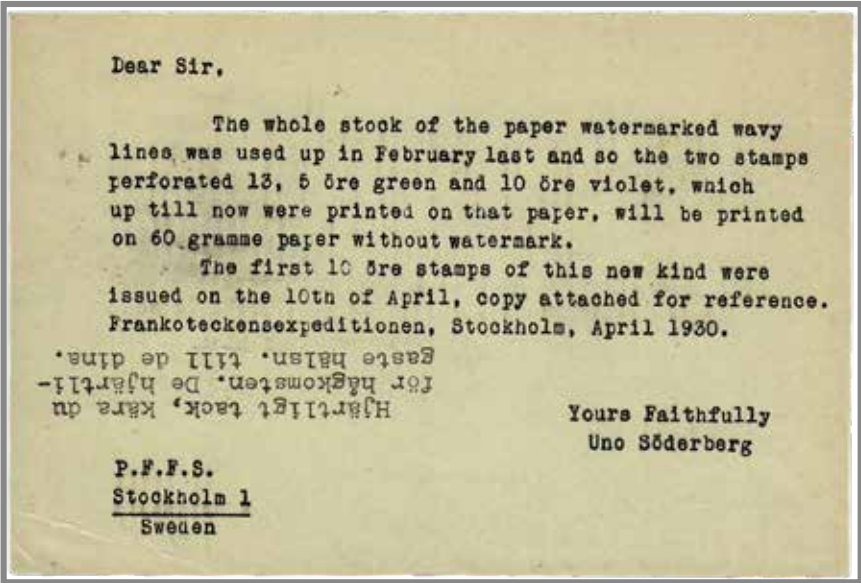 Dear Sir,
The whole stock of the paper watermarked wavy
lines was used up in February last and so the two stamps
perforated 13, 5 öre green and 10 öre violet, which
up till now were printed on that paper, will be printed
on 60 gramme paper without watermark.
The first 10 öre stamps of this new kind were
issued on the 10th of April, copy attached for reference.
Frankoteckensexpeditionen, Stockholm, April 1930.
Hjärtligt tack, kära du
för hågkomsten. De hjärtli-
gaste hälsn. till de dina.
Yours Faithfully
Uno Söderberg
P.F.F.S.
Stockholm 1
Sweden